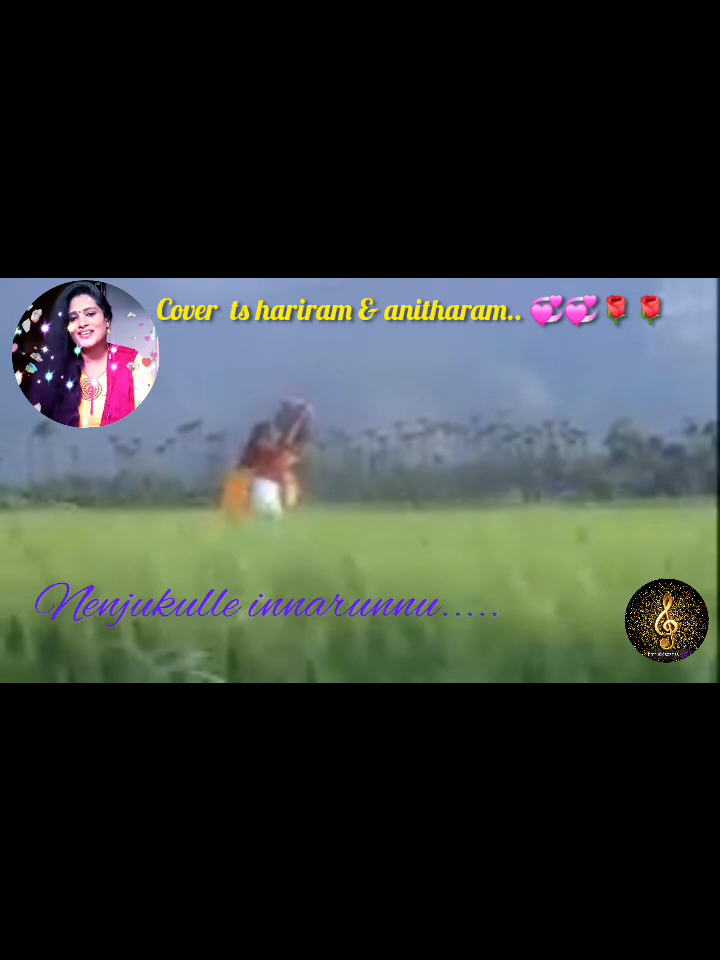 Cover ts hariram & anitharam.. 💞💞🌹🌹
Nenjukulle innarunnu.....